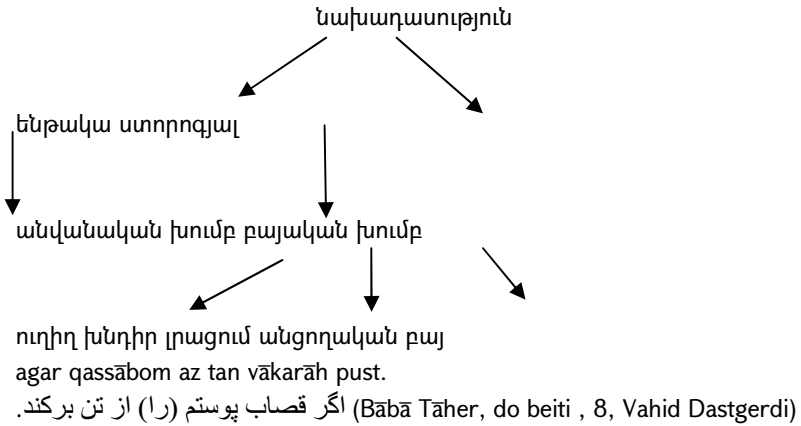 նախադասություն
ենթակա ստորոգյալ
անվանական խումբ բայական խումբ
ուղիղ խնդիր լրացում անցողական բայ
agar qassābom az tan vākarāh pust.
اگر قصاب پوستم (را) از تن برکند. (Bābā Tāher, do beiti , 8, Vahid Dastgerdi)